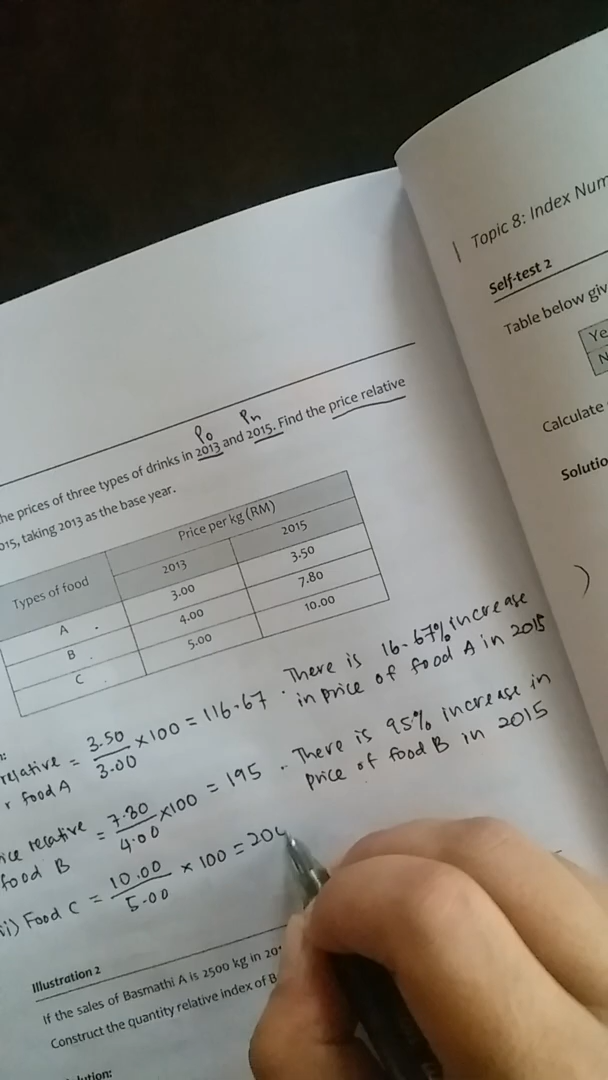 Topic 8: Index Num
Self-test 2
Table below giv
Ye
N
Calculate
Solutio
)
Po Pn
he prices of three types of drinks in 2013 and 2015. Find the price relative
015, taking 2013 as the base year.
Types of food Price per kg (RM)
2013 2015
A 3.00 3.50
B 4.00 7.80
C 5.00 10.00
n:
relative = 3.50/3.00 × 100 = 116.67. There is 16.67% increase
r food A in price of food A in 2015
ice relative = 7.80/4.00 × 100 = 195. There is 95% increase in
food B price of food B in 2015
ii) Food C = 10.00/5.00 × 100 = 20
Illustration 2
If the sales of Basmathi A is 2500 kg in 20
Construct the quantity relative index of B
lution: